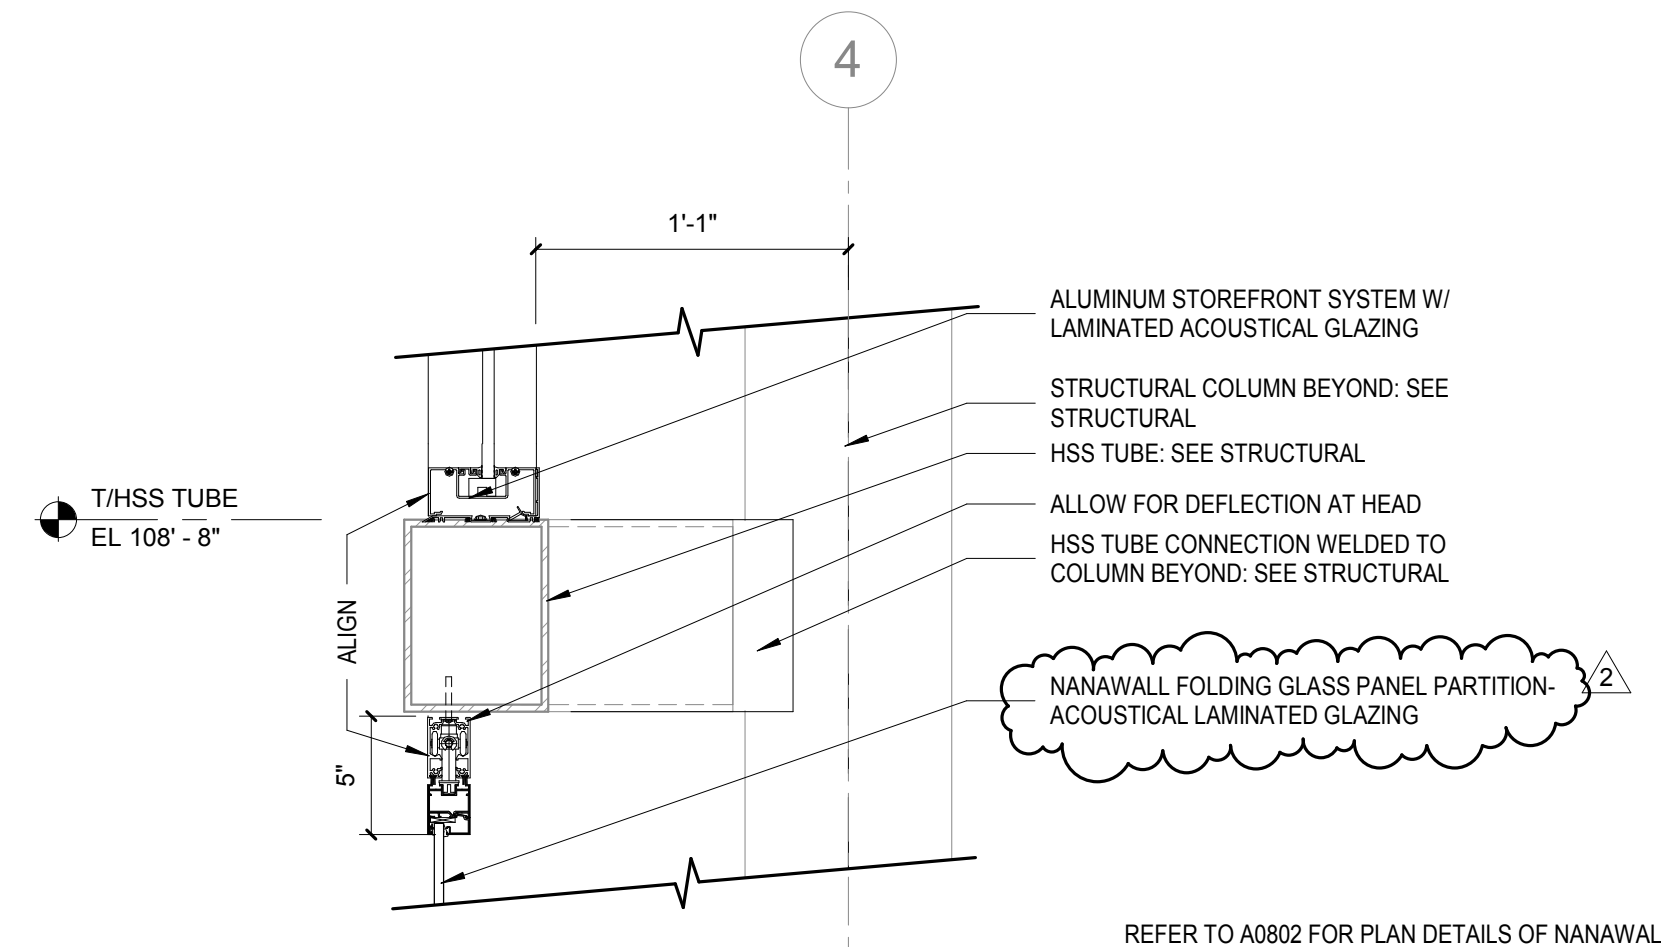 4
1'-1"
ALUMINUM STOREFRONT SYSTEM W/
LAMINATED ACOUSTICAL GLAZING
STRUCTURAL COLUMN BEYOND: SEE
STRUCTURAL
HSS TUBE: SEE STRUCTURAL
T/HSS TUBE
EL 108' - 8"
ALLOW FOR DEFLECTION AT HEAD
HSS TUBE CONNECTION WELDED TO
COLUMN BEYOND: SEE STRUCTURAL
ALIGN
2
NANAWALL FOLDING GLASS PANEL PARTITION-
ACOUSTICAL LAMINATED GLAZING
5"
REFER TO A0802 FOR PLAN DETAILS OF NANAWAL